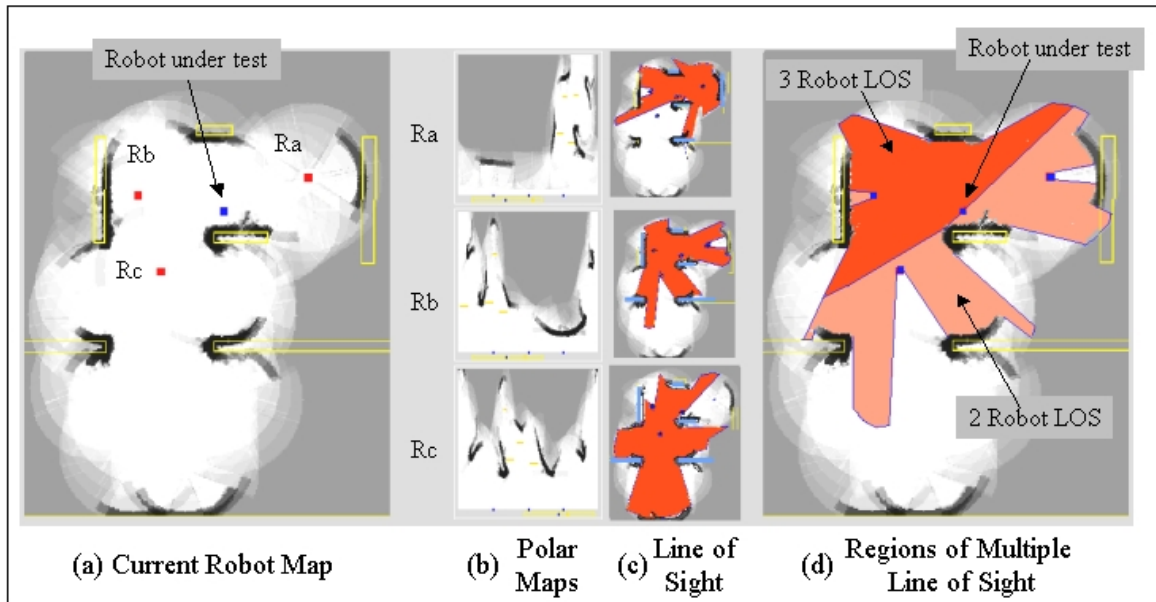 Robot under test
Rb
Ra
Rc
(a) Current Robot Map
Ra
Rb
Rc
(b) Polar
Maps
(c) Line of
Sight
3 Robot LOS
Robot under test
2 Robot LOS
(d) Regions of Multiple
Line of Sight